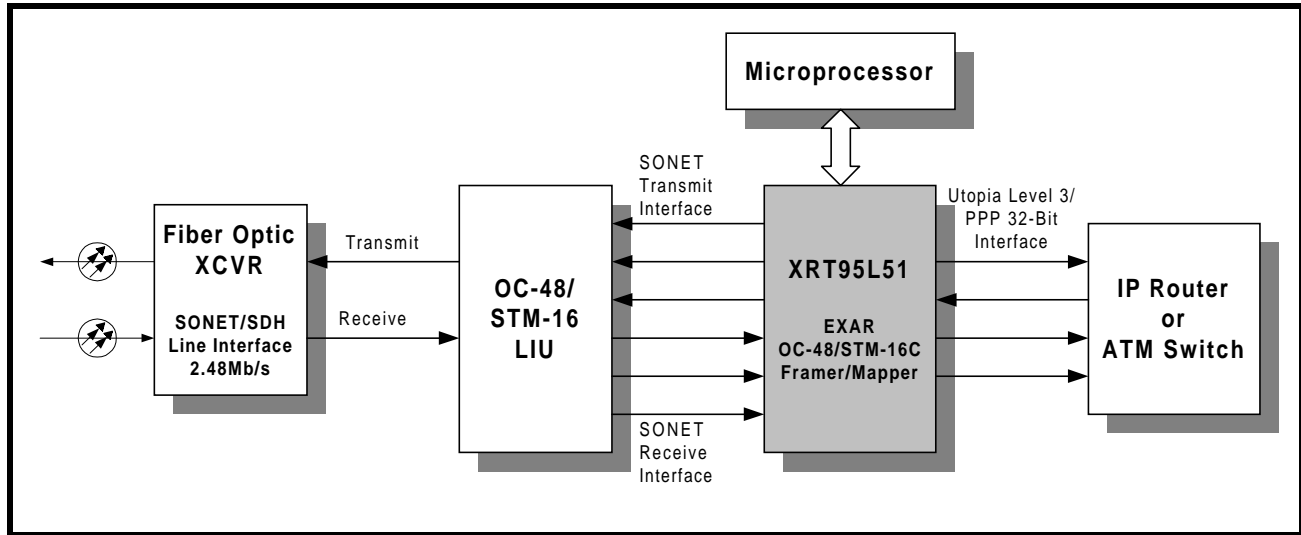 Microprocessor
SONET
Transmit
Interface
Utopia Level 3/
PPP 32-Bit
Interface
Fiber Optic
XCVR
SONET/SDH
Line Interface
2.48Mb/s
Transmit
Receive
OC-48/
STM-16
LIU
XRT95L51
EXAR
OC-48/STM-16C
Framer/Mapper
IP Router
or
ATM Switch
SONET
Receive
Interface